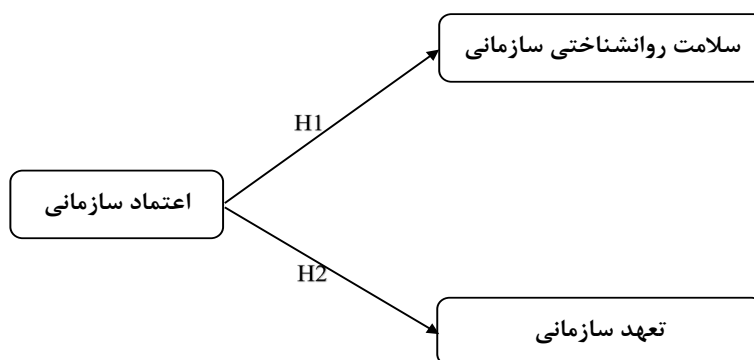 سلامت روانشناختی سازمانی
H1
اعتماد سازمانی
H2
تعهد سازمانی